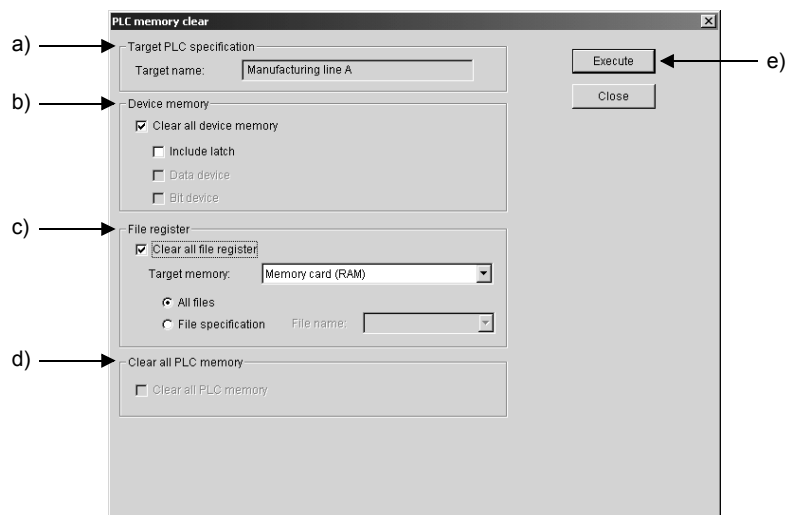 PLC memory clear
a)
Target PLC specification
Target name: Manufacturing line A
Execute
e)
Close
b)
Device memory
Clear all device memory
Include latch
Data device
Bit device
c)
File register
Clear all file register
Target memory: Memory card (RAM)
All files
File specification File name:
d)
Clear all PLC memory
Clear all PLC memory